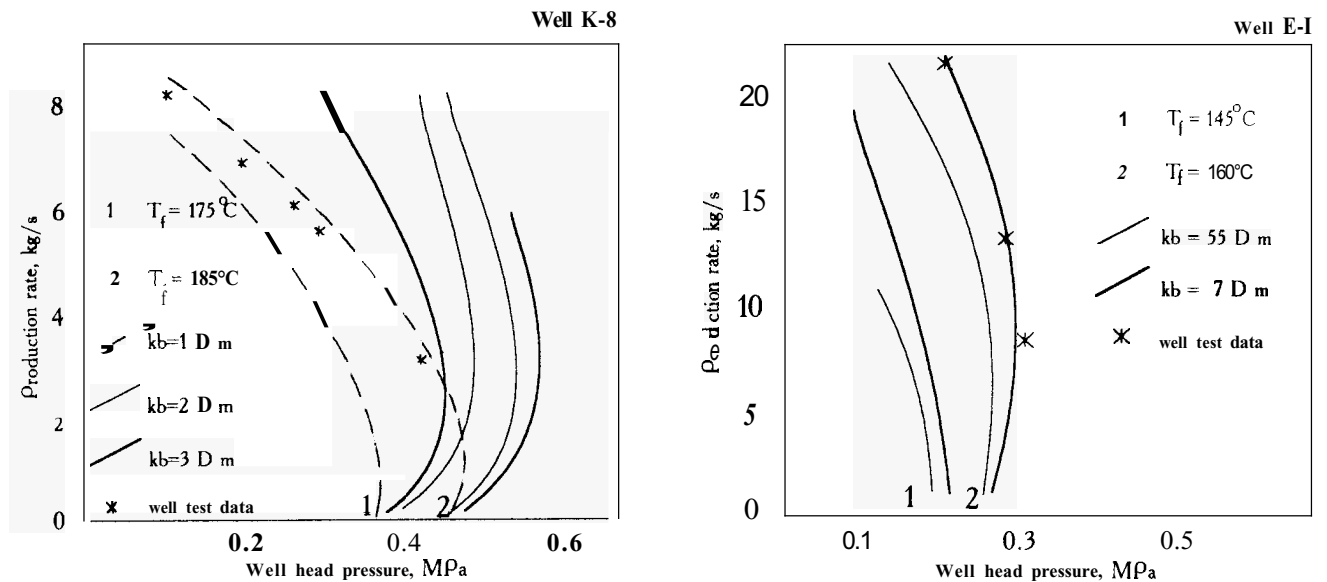 Well K-8
8
6
4
2
0
Production rate, kg/s
1 Tf = 175°C
2 Tf = 185°C
kb=1 D m
kb=2 D m
kb=3 D m
well test data
1
2
0.2 0.4 0.6
Well head pressure, MPa
Well E-I
20
15
10
5
0
duction rate, kg/s
1 Tf = 145°C
2 Tf = 160°C
kb = 55 D m
kb = 7 D m
well test data
1 2
0.1 0.3 0.5
Well head pressure, MPa